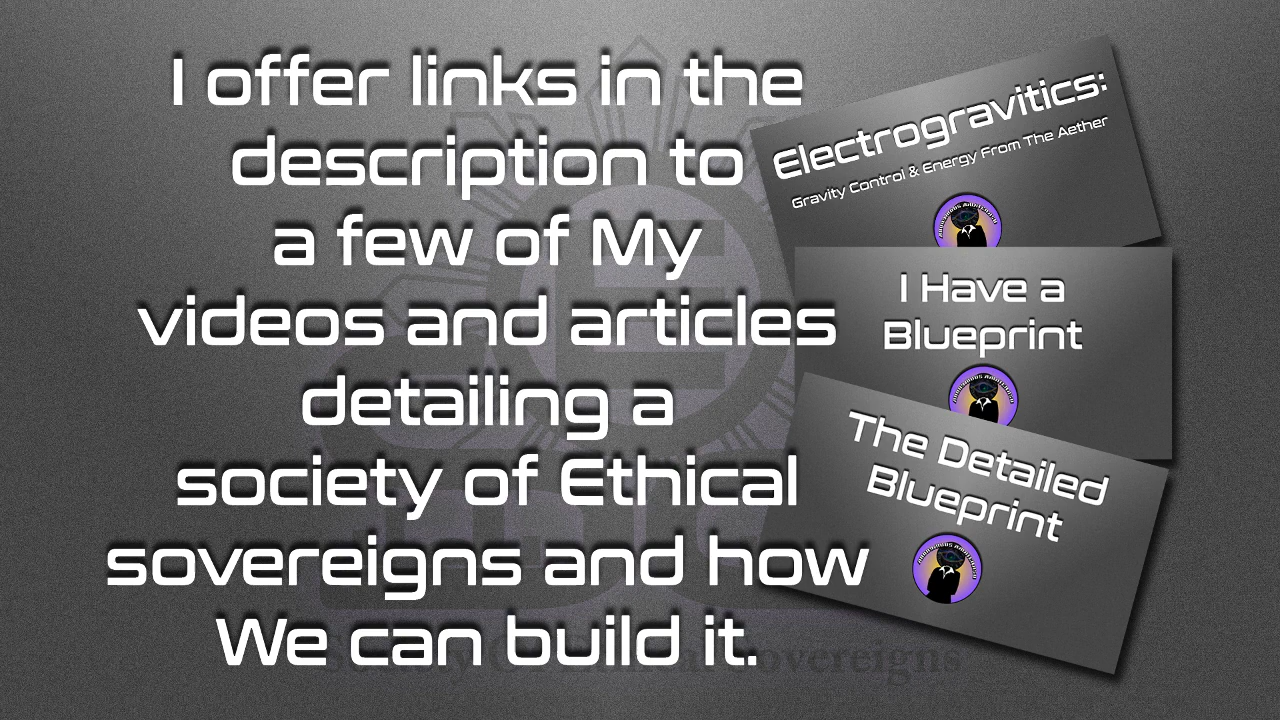 I offer links in the
description to
a few of My
videos and articles
detailing a
society of Ethical
sovereigns and how
We can build it.
Electrogravitics:
Gravity Control & Energy From The Aether
I Have a
Blueprint
The Detailed
Blueprint
Sovereigns